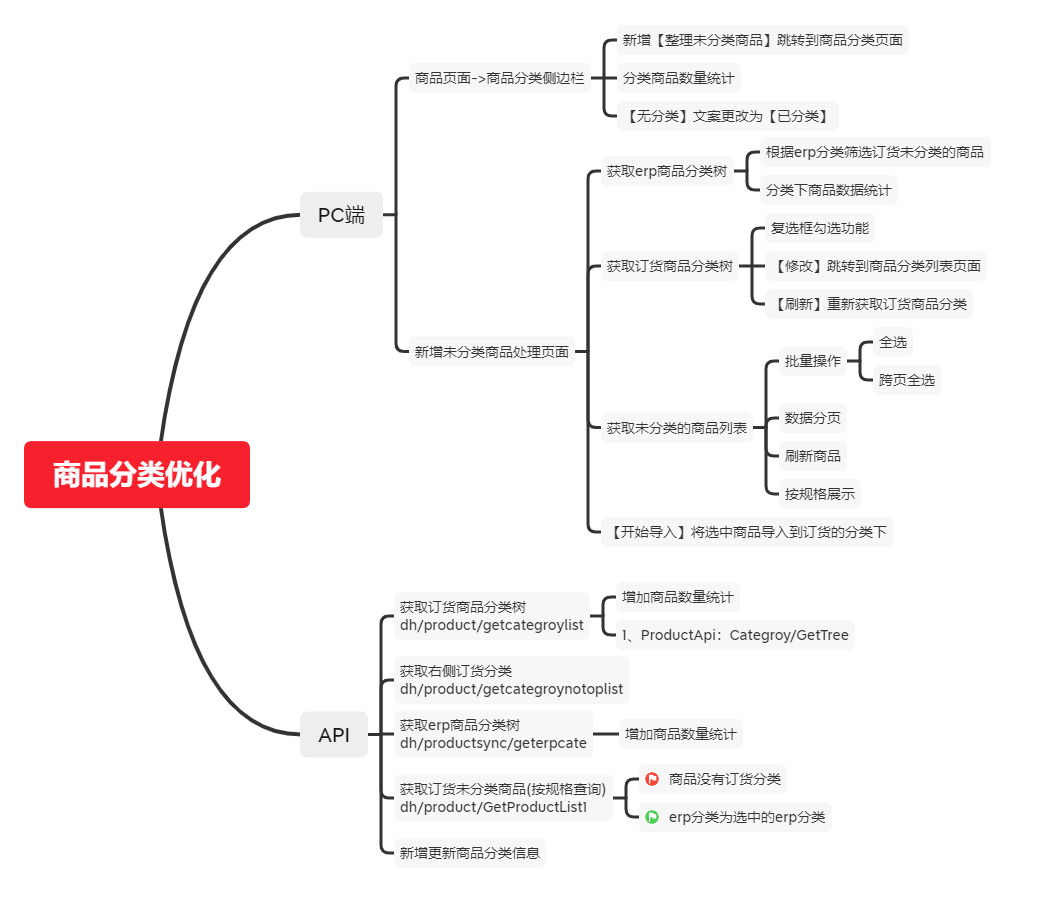 商品分类优化
PC端
商品页面->商品分类侧边栏
新增【整理未分类商品】跳转到商品分类页面
分类商品数量统计
【无分类】文案更改为【已分类】
新增未分类商品处理页面
获取erp商品分类树
根据erp分类筛选订货未分类的商品
分类下商品数据统计
获取订货商品分类树
复选框勾选功能
【修改】跳转到商品分类列表页面
【刷新】重新获取订货商品分类
获取未分类的商品列表
批量操作
全选
跨页全选
数据分页
刷新商品
按规格展示
【开始导入】将选中商品导入到订货的分类下
API
获取订货商品分类树
dh/product/getcategroylist
增加商品数量统计
1、ProductApi：Categroy/GetTree
获取右侧订货分类
dh/product/getcategroynotoplist
获取erp商品分类树
dh/productsync/geterpcate
增加商品数量统计
获取订货未分类商品(按规格查询)
dh/product/GetProductList1
商品没有订货分类
erp分类为选中的erp分类
新增更新商品分类信息